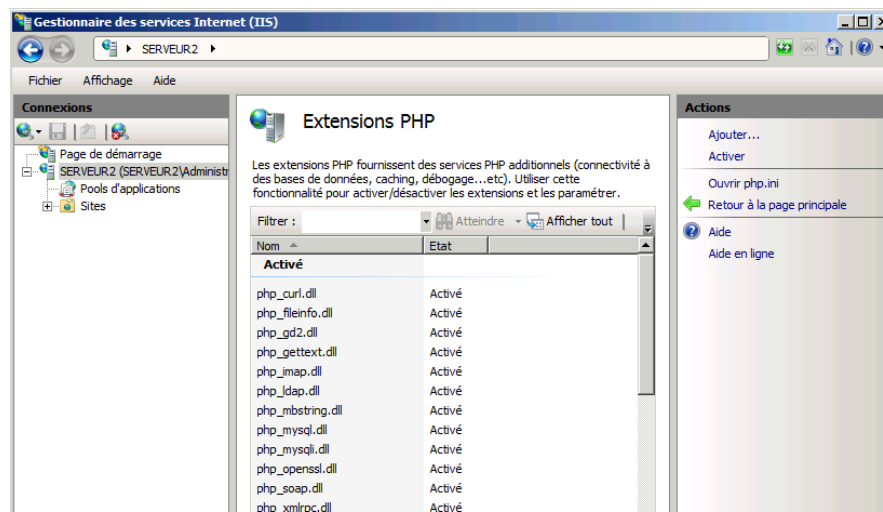 Gestionnaire des services Internet (IIS)
SERVEUR2
Fichier Affichage Aide
Connexions
Page de démarrage
SERVEUR2 (SERVEUR2\Administr
Pools d'applications
Sites
Extensions PHP
Les extensions PHP fournissent des services PHP additionnels (connectivité à
des bases de données, caching, débogage...etc). Utiliser cette
fonctionnalité pour activer/désactiver les extensions et les paramétrer.
Filtrer : Atteindre Afficher tout
Nom Etat
Activé
php_curl.dll Activé
php_fileinfo.dll Activé
php_gd2.dll Activé
php_gettext.dll Activé
php_imap.dll Activé
php_ldap.dll Activé
php_mbstring.dll Activé
php_mysql.dll Activé
php_mysqli.dll Activé
php_openssl.dll Activé
php_soap.dll Activé
php_xmlrpc.dll Activé
Actions
Ajouter...
Activer
Ouvrir php.ini
Retour à la page principale
Aide
Aide en ligne